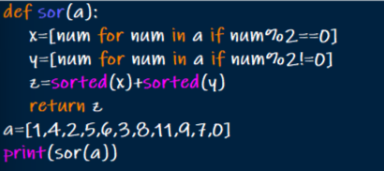 def sor(a):
x=[num for num in a if num%2==0]
y=[num for num in a if num%2!=0]
z=sorted(x)+sorted(y)
return z
a=[1,4,2,5,6,3,8,11,9,7,0]
print(sor(a))